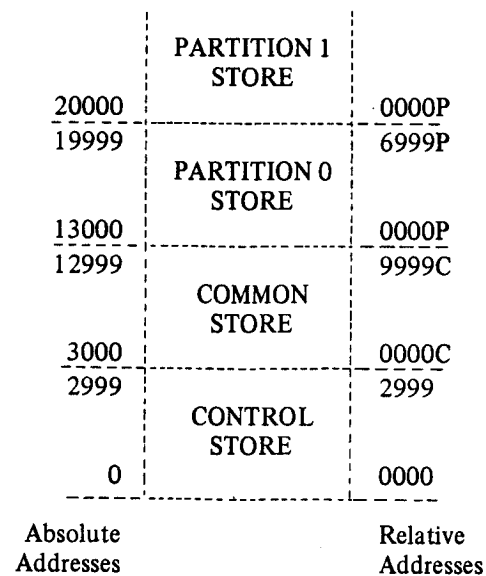 PARTITION 1
STORE
20000 0000P
19999 6999P
PARTITION 0
STORE
13000 0000P
12999 9999C
COMMON
STORE
3000 0000C
2999 2999
CONTROL
STORE
0 0000
Absolute Relative
Addresses Addresses